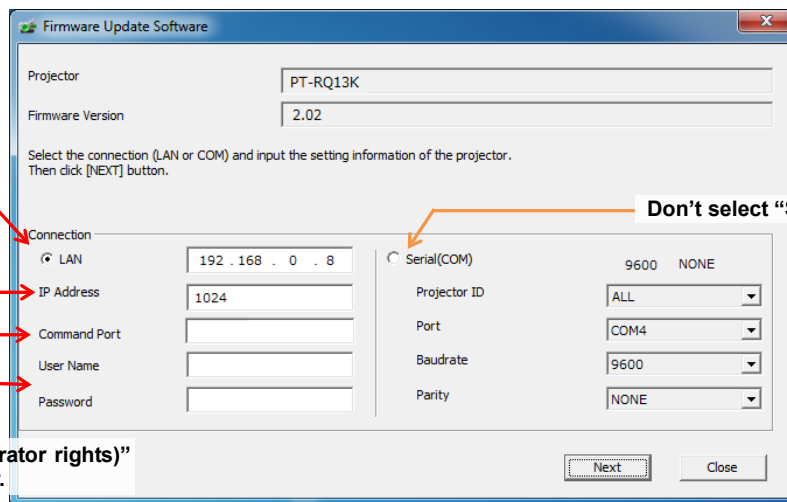 Firmware Update Software
Projector PT-RQ13K
Firmware Version 2.02
Select the connection (LAN or COM) and input the setting information of the projector.
Then click [NEXT] button.
Don't select "S
Connection
LAN 192 . 168 . 0 . 8 Serial(COM) 9600 NONE
IP Address 1024 Projector ID ALL
Command Port Port COM4
User Name Baudrate 9600
Password Parity NONE
rator rights)"
Next Close